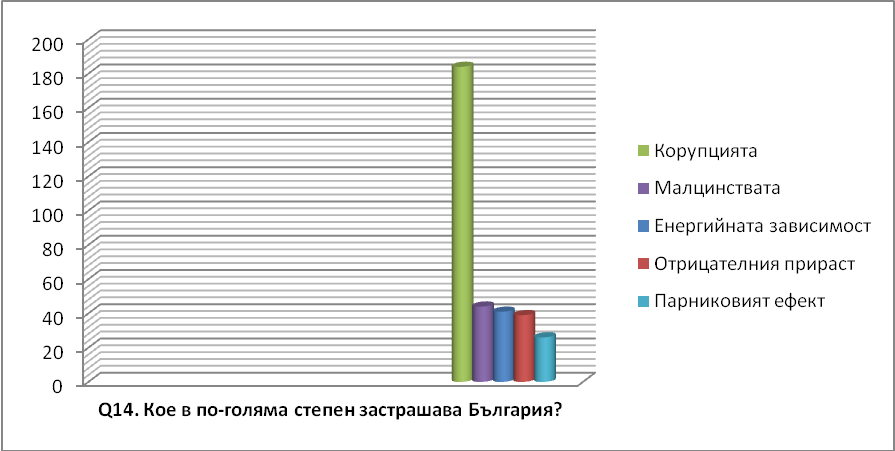 200
180
160
140
120
100
80
60
40
20
0
Корупцията
Малцинствата
Енергийната зависимост
Отрицателния прираст
Парниковият ефект
Q14. Кое в по-голяма степен застрашава България?